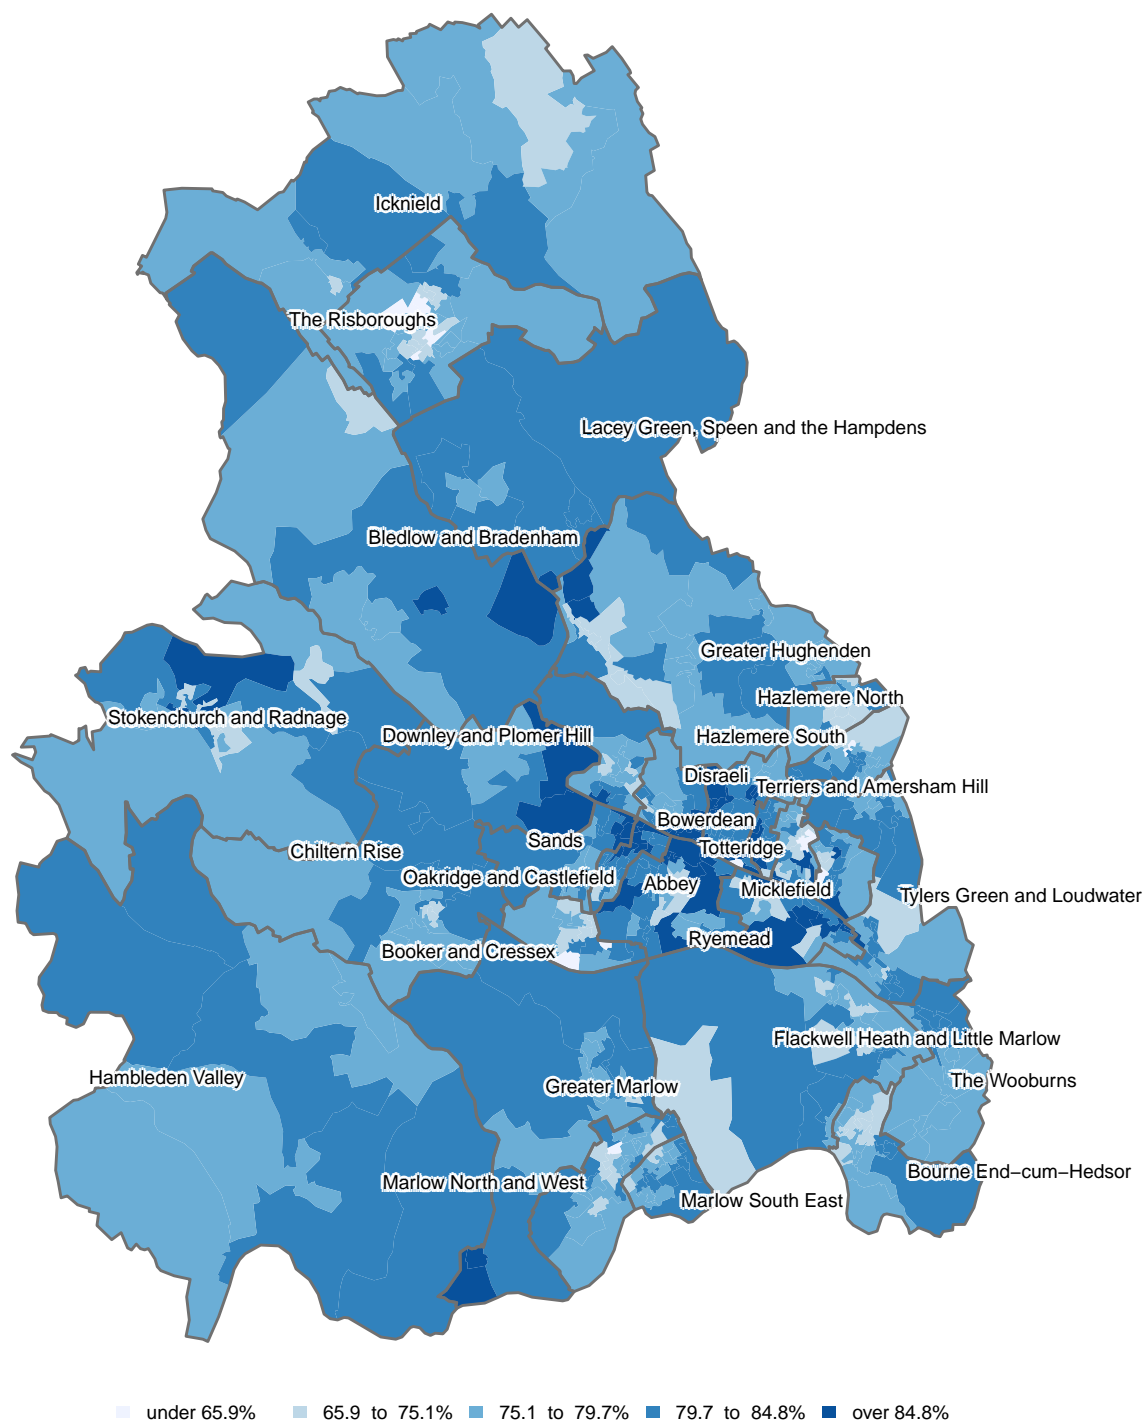 Icknield
The Risboroughs
Lacey Green, Speen and the Hampdens
Bledlow and Bradenham
Greater Hughenden
Hazlemere North
Stokenchurch and Radnage
Downley and Plomer Hill
Hazlemere South
Disraeli
Terriers and Amersham Hill
Bowerdean
Sands
Totteridge
Chiltern Rise
Oakridge and Castlefield
Abbey
Micklefield
Tylers Green and Loudwater
Ryemead
Booker and Cressex
Flackwell Heath and Little Marlow
Hambleden Valley
The Wooburns
Greater Marlow
Bourne End−cum−Hedsor
Marlow North and West
Marlow South East
under 65.9% 65.9 to 75.1% 75.1 to 79.7% 79.7 to 84.8% over 84.8%